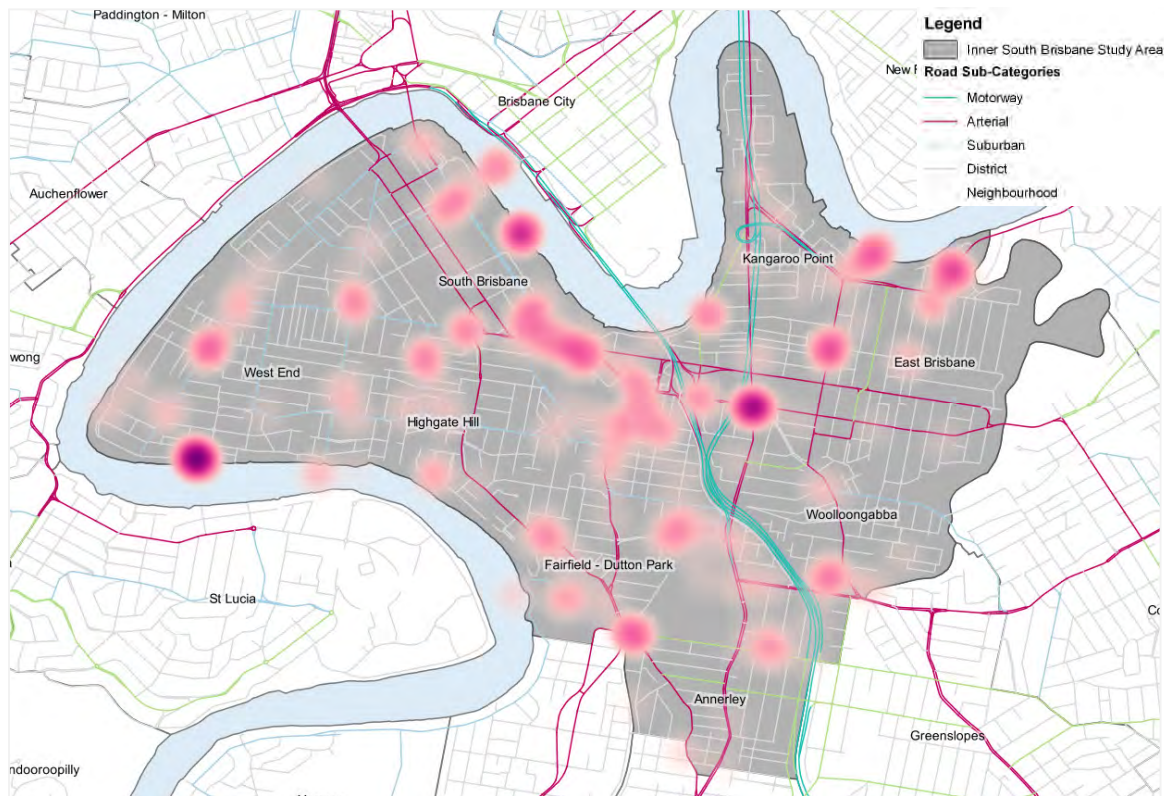 Paddington - Milton
Legend
Inner South Brisbane Study Area
New F
Road Sub-Categories
Motorway
Brisbane City
Arterial
Suburban
District
Auchenflower
Neighbourhood
Kangaroo Point
South Brisbane
wong
East Brisbane
West End
Highgate Hill
Woolloongabba
Fairfield - Dutton Park
St Lucia
Co
Annerley
Greenslopes
ndooroopilly